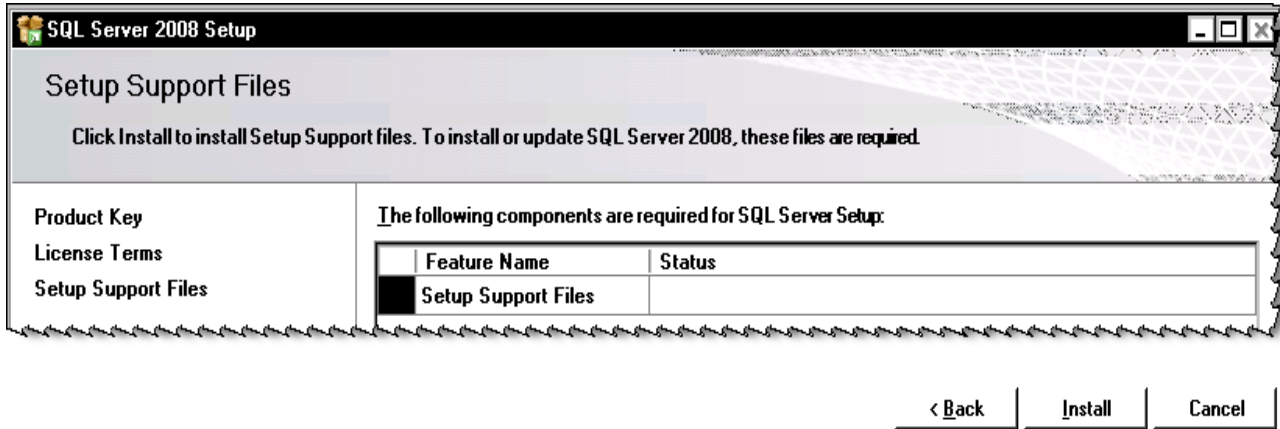 SQL Server 2008 Setup
Setup Support Files
Click Install to install Setup Support files. To install or update SQL Server 2008, these files are required.
Product Key
License Terms
Setup Support Files
The following components are required for SQL Server Setup:
Feature Name Status
Setup Support Files
< Back Install Cancel